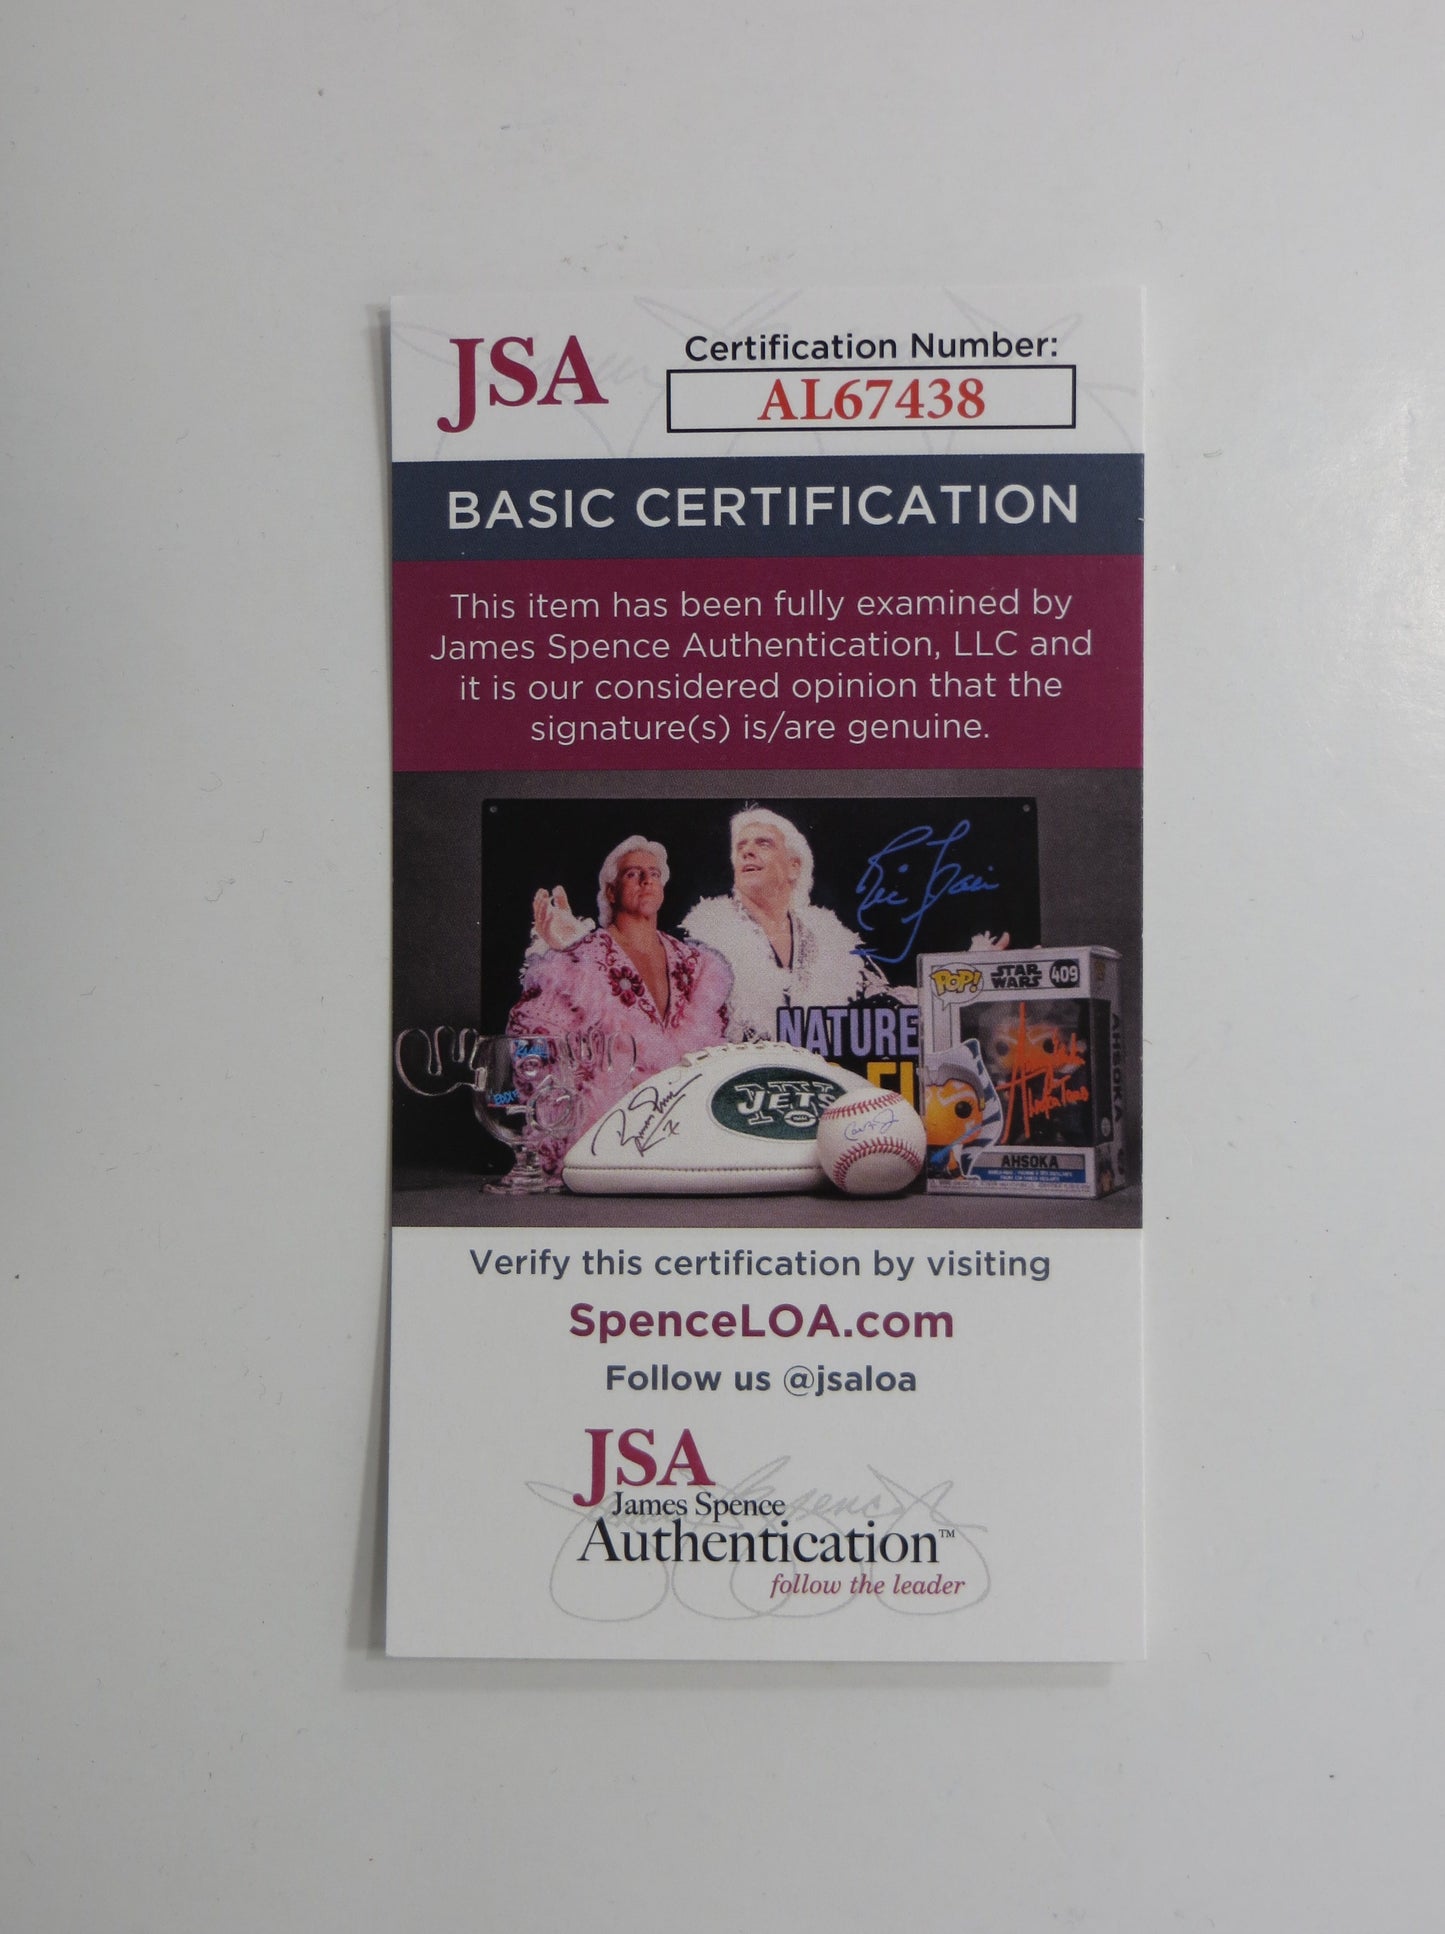 JSA
Certification Number:
AL67438
BASIC CERTIFICATION
This item has been fully examined by
James Spence Authentication, LLC and
it is our considered opinion that the
signature(s) is/are genuine.
NATURE
JETS
POP!
STAR
WARS
409
AHSOKA
AHSOKA
Verify this certification by visiting
SpenceLOA.com
Follow us @jsaloa
JSA
James Spence
Authentication™
follow the leader